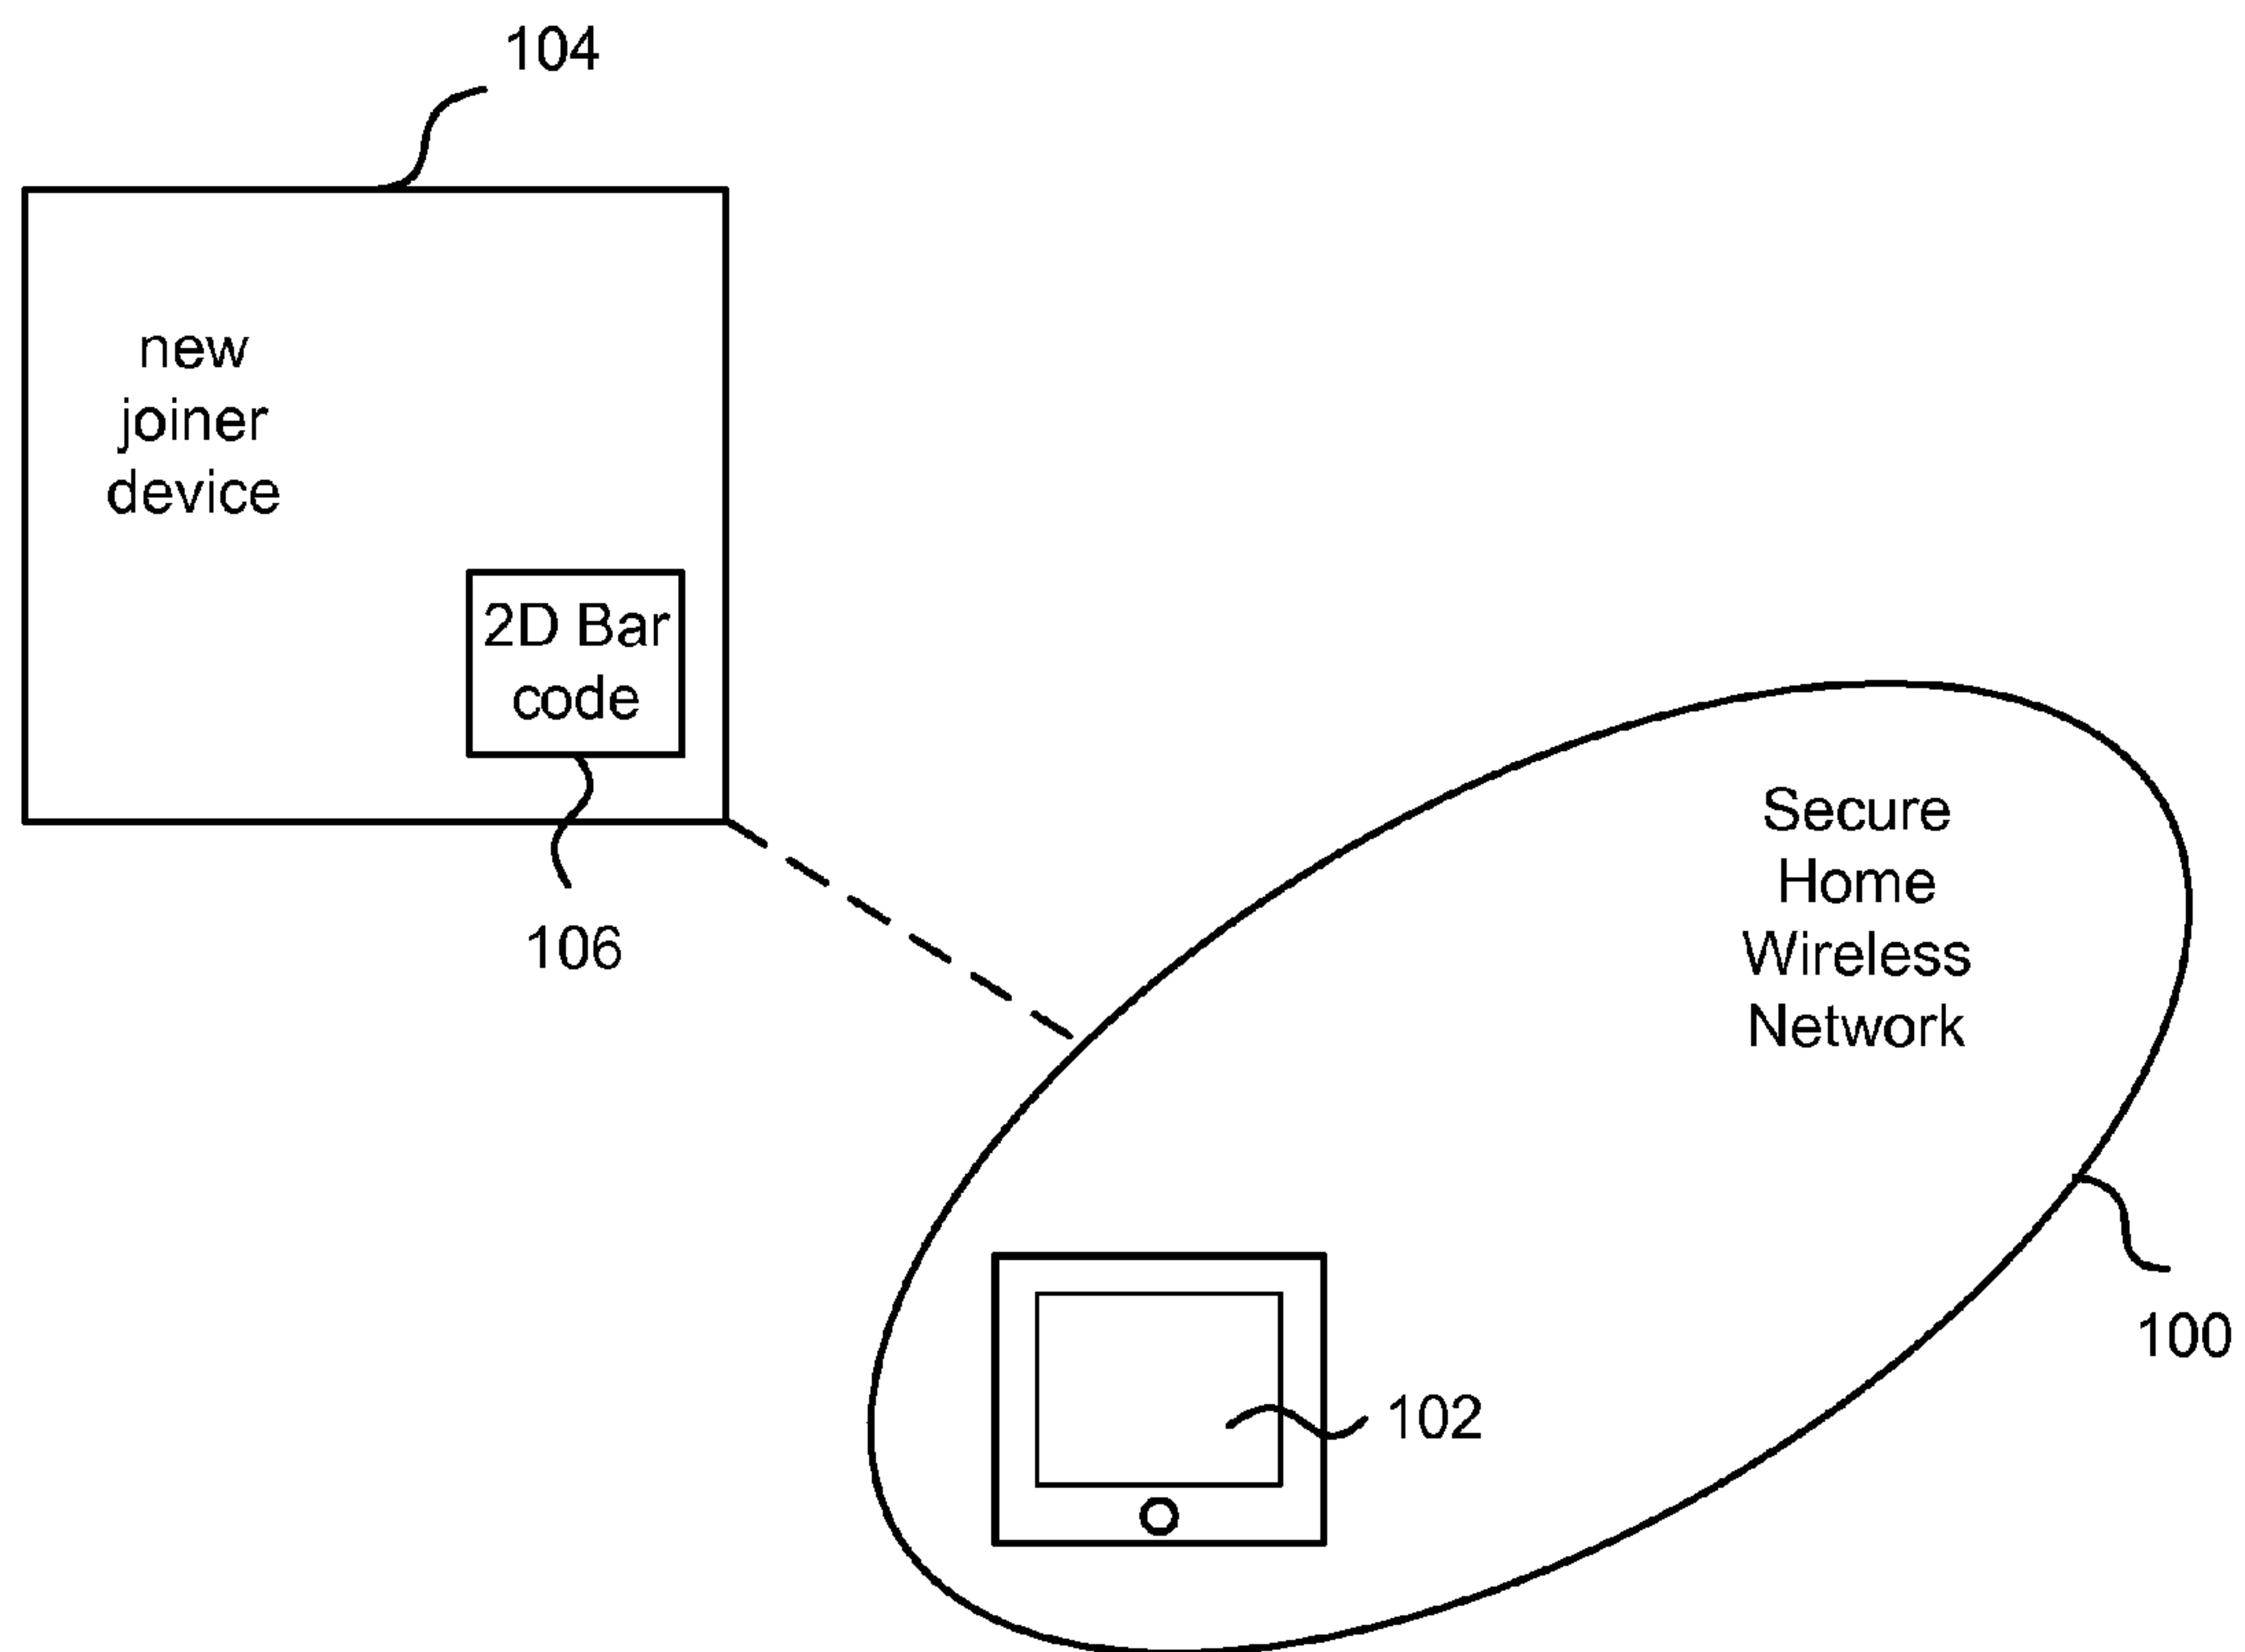 104
new
joiner
device
2D Bar
code
106
Secure
Home
Wireless
Network
100
102